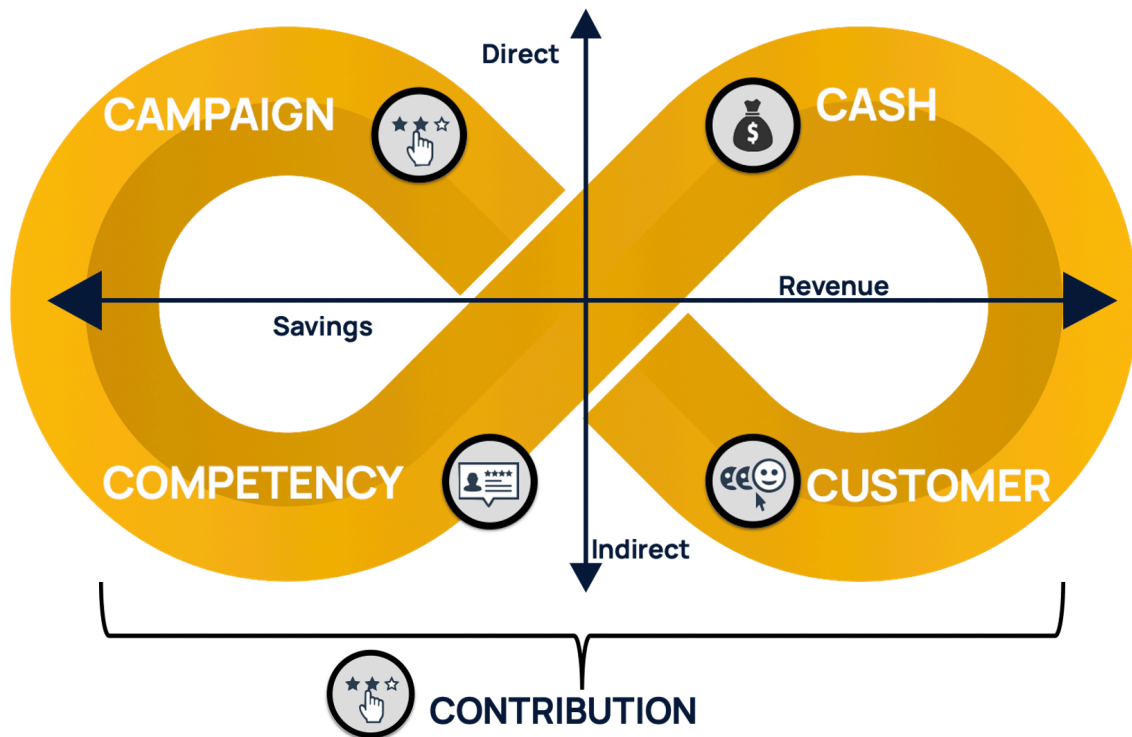 Direct
CAMPAIGN
CASH
$
Revenue
Savings
COMPETENCY
CUSTOMER
Indirect
CONTRIBUTION